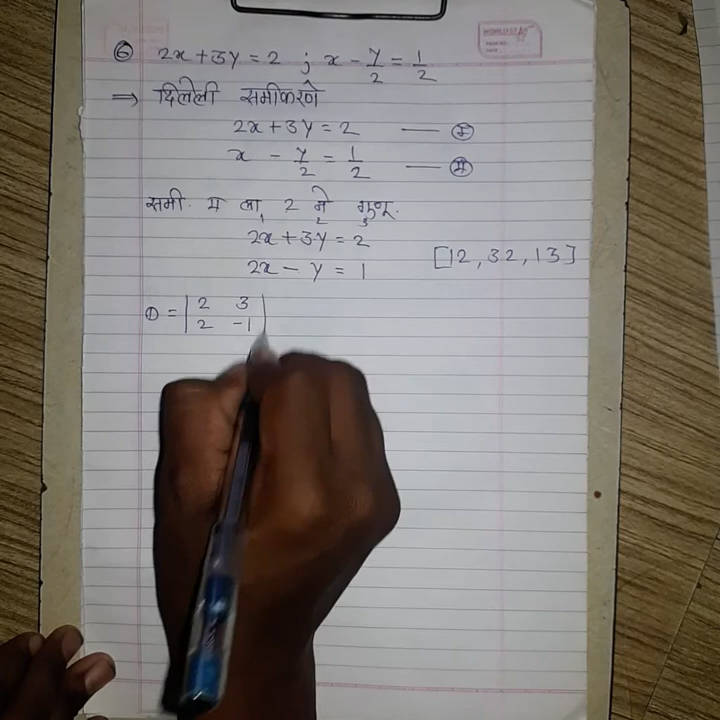 ⑥ 2x+3y=2 ; x - y/2 = 1/2
⇒ दिलेली समीकरणे
2x+3y=2 — Ⅰ
x - y/2 = 1/2 — Ⅱ
समी. Ⅱ ला, 2 ने गुणू.
2x+3y=2
2x - y = 1
[12, 32, 13]
D = | 2 3 |
| 2 -1 |